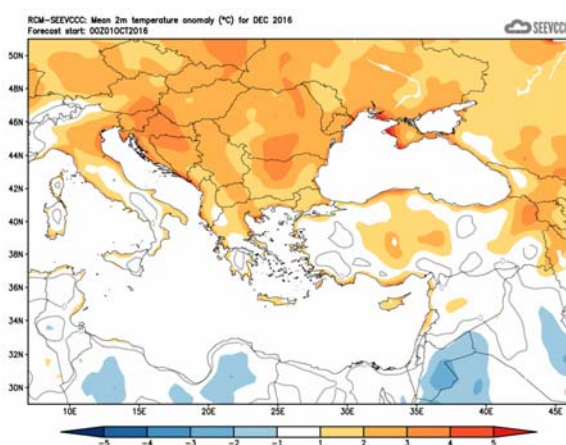 RCM-SEEVCCC: Mean 2m temperature anomaly (°C) for DEC 2016
Forecast start: 00Z01OCT2016
SEEVCCC
50N
48N
46N
44N
42N
40N
38N
36N
34N
32N
30N
10E 15E 20E 25E 30E 35E 40E 45E
-5 -4 -3 -2 -1 1 2 3 4 5